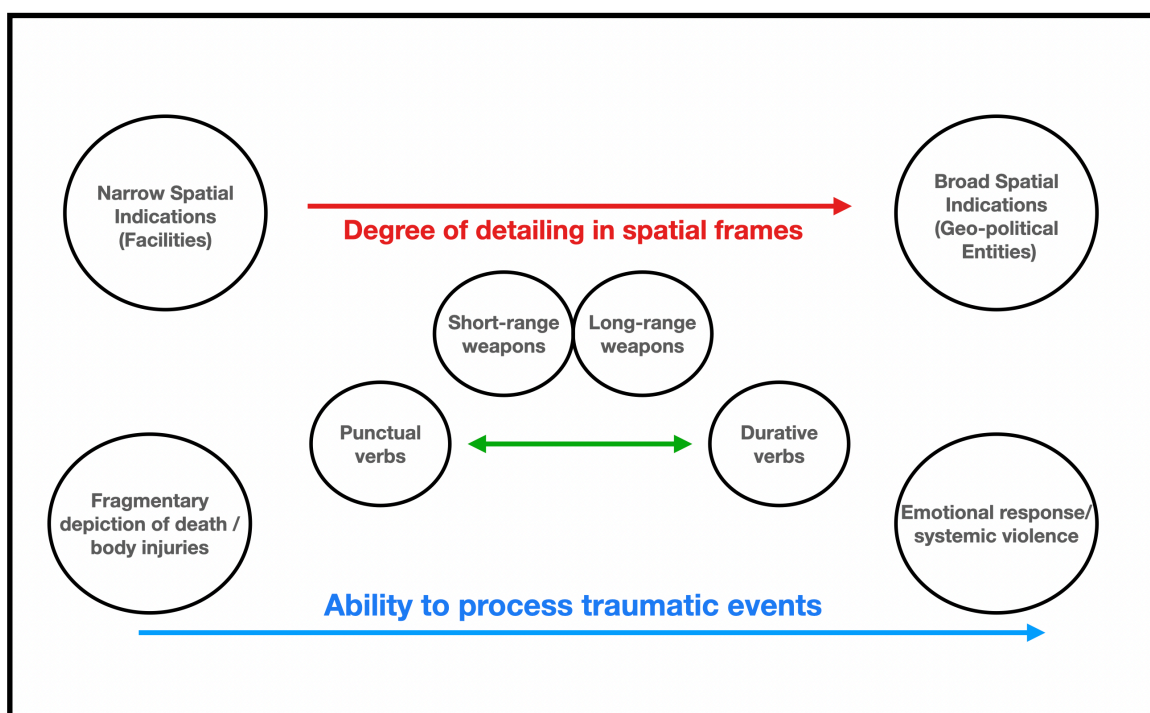 Narrow Spatial
Indications
(Facilities)
Broad Spatial
Indications
(Geo-political
Entities)
Degree of detailing in spatial frames
Short-range
weapons
Long-range
weapons
Punctual
verbs
Durative
verbs
Fragmentary
depiction of death /
body injuries
Emotional response/
systemic violence
Ability to process traumatic events